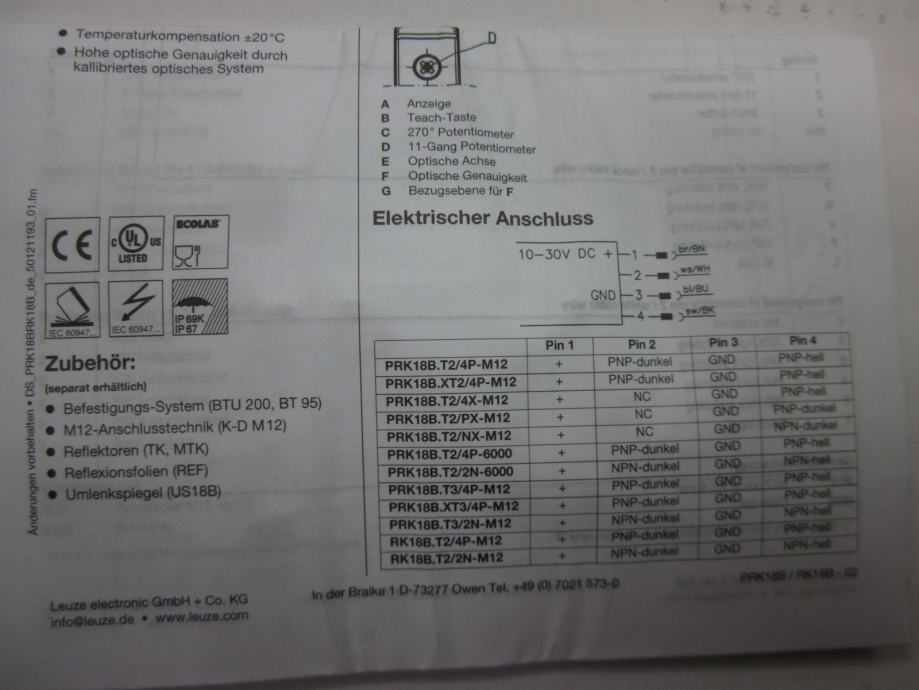 ● Temperaturkompensation ±20°C
● Hohe optische Genauigkeit durch
kallibriertes optisches System
D
A Anzeige
B Teach-Taste
C 270° Potentiometer
D 11-Gang Potentiometer
E Optische Achse
F Optische Genauigkeit
G Bezugsebene für F
CE
C UL US
LISTED
ECOLAB
IEC 60947...
IEC 60947...
IP 69K
IP 67
Zubehör:
(separat erhältlich)
● Befestigungs-System (BTU 200, BT 95)
● M12-Anschlusstechnik (K-D M12)
● Reflektoren (TK, MTK)
● Reflexionsfolien (REF)
● Umlenkspiegel (US18B)
Elektrischer Anschluss
10–30V DC + 1 br/BN
2 ws/WH
GND 3 bl/BU
4 sw/BK
Pin 1 Pin 2 Pin 3 Pin 4
PRK18B.T2/4P-M12 + PNP-dunkel GND PNP-hell
PRK18B.XT2/4P-M12 + PNP-dunkel GND PNP-hell
PRK18B.T2/4X-M12 + NC GND PNP-hell
PRK18B.T2/PX-M12 + NC GND PNP-dunkel
PRK18B.T2/NX-M12 + NC GND NPN-dunkel
PRK18B.T2/4P-6000 + PNP-dunkel GND PNP-hell
PRK18B.T2/2N-6000 + NPN-dunkel GND NPN-hell
PRK18B.T3/4P-M12 + PNP-dunkel GND PNP-hell
PRK18B.XT3/4P-M12 + PNP-dunkel GND PNP-hell
PRK18B.T3/2N-M12 + NPN-dunkel GND NPN-hell
RK18B.T2/4P-M12 + PNP-dunkel GND PNP-hell
RK18B.T2/2N-M12 + NPN-dunkel GND NPN-hell
Änderungen vorbehalten • DS_PRK18BRK18B_de_50121193_01.fm
Leuze electronic GmbH + Co. KG
info@leuze.de • www.leuze.com
In der Braike 1 D-73277 Owen Tel. +49 (0) 7021 573-0
PRK18B / RK18B - 02